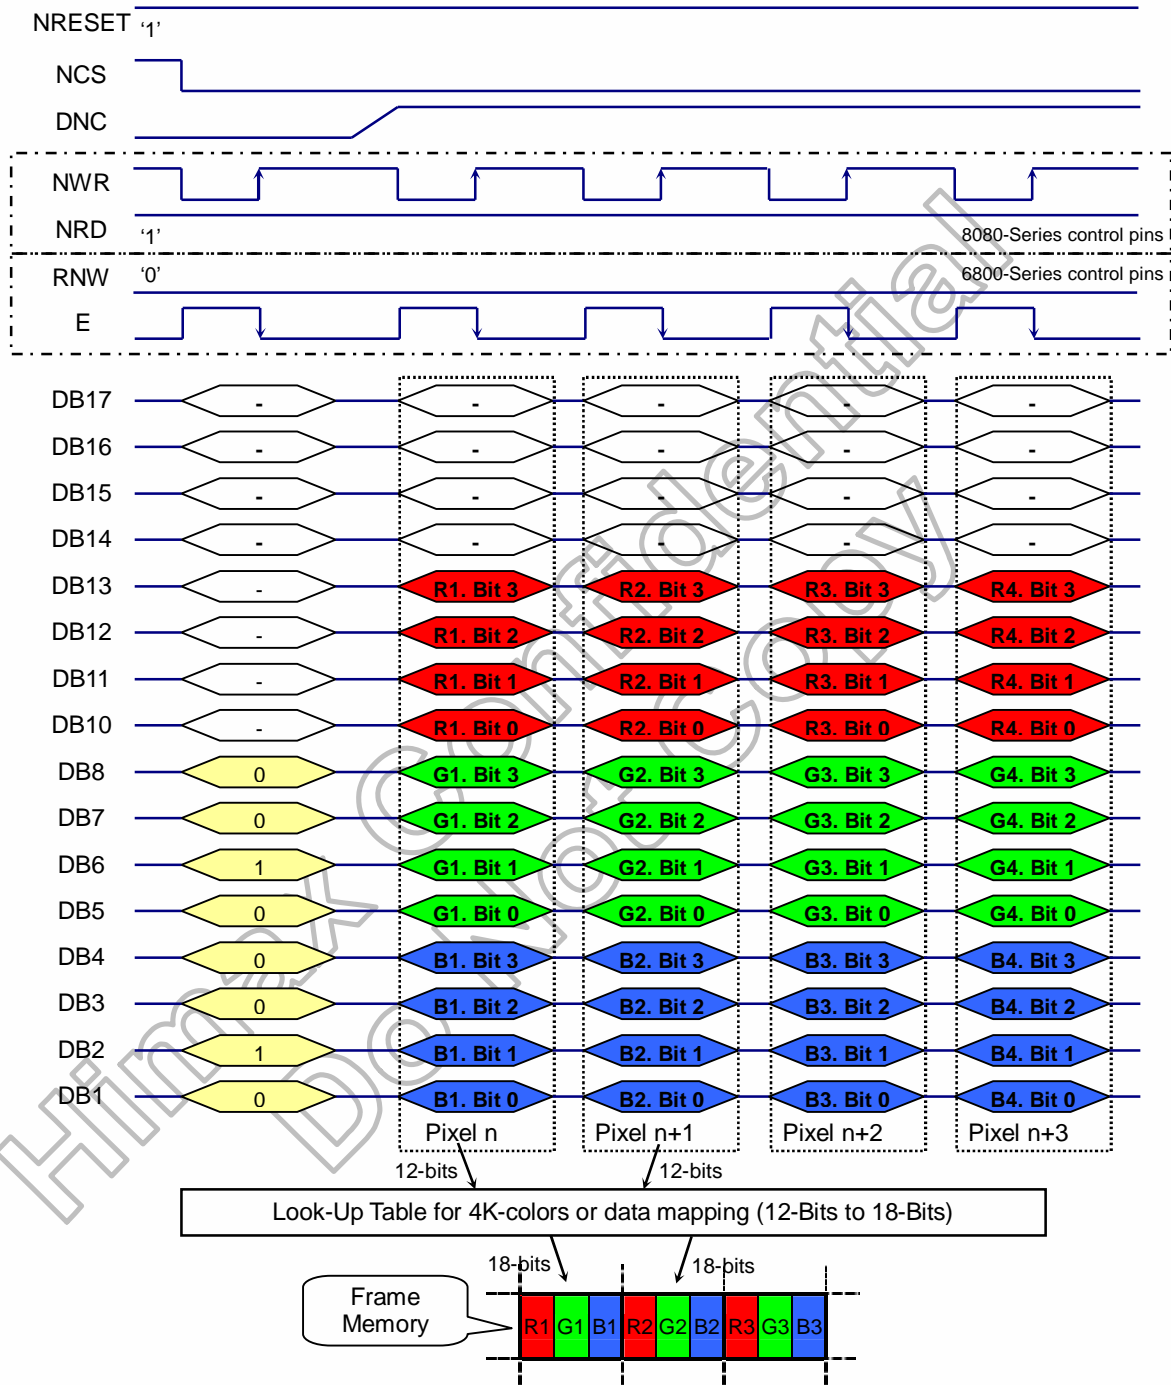 NRESET '1'
NCS
DNC
NWR
NRD '1' 8080-Series control pins
RNW '0' 6800-Series control pins
E
DB17 - - - - -
DB16 - - - - -
DB15 - - - - -
DB14 - - - - -
DB13 - R1. Bit 3 R2. Bit 3 R3. Bit 3 R4. Bit 3
DB12 - R1. Bit 2 R2. Bit 2 R3. Bit 2 R4. Bit 2
DB11 - R1. Bit 1 R2. Bit 1 R3. Bit 1 R4. Bit 1
DB10 - R1. Bit 0 R2. Bit 0 R3. Bit 0 R4. Bit 0
DB8 0 G1. Bit 3 G2. Bit 3 G3. Bit 3 G4. Bit 3
DB7 0 G1. Bit 2 G2. Bit 2 G3. Bit 2 G4. Bit 2
DB6 1 G1. Bit 1 G2. Bit 1 G3. Bit 1 G4. Bit 1
DB5 0 G1. Bit 0 G2. Bit 0 G3. Bit 0 G4. Bit 0
DB4 0 B1. Bit 3 B2. Bit 3 B3. Bit 3 B4. Bit 3
DB3 0 B1. Bit 2 B2. Bit 2 B3. Bit 2 B4. Bit 2
DB2 1 B1. Bit 1 B2. Bit 1 B3. Bit 1 B4. Bit 1
DB1 0 B1. Bit 0 B2. Bit 0 B3. Bit 0 B4. Bit 0
Pixel n Pixel n+1 Pixel n+2 Pixel n+3
12-bits 12-bits
Look-Up Table for 4K-colors or data mapping (12-Bits to 18-Bits)
18-bits 18-bits
Frame
Memory
R1 G1 B1 R2 G2 B2 R3 G3 B3
Himax Confidential
Do Not Copy